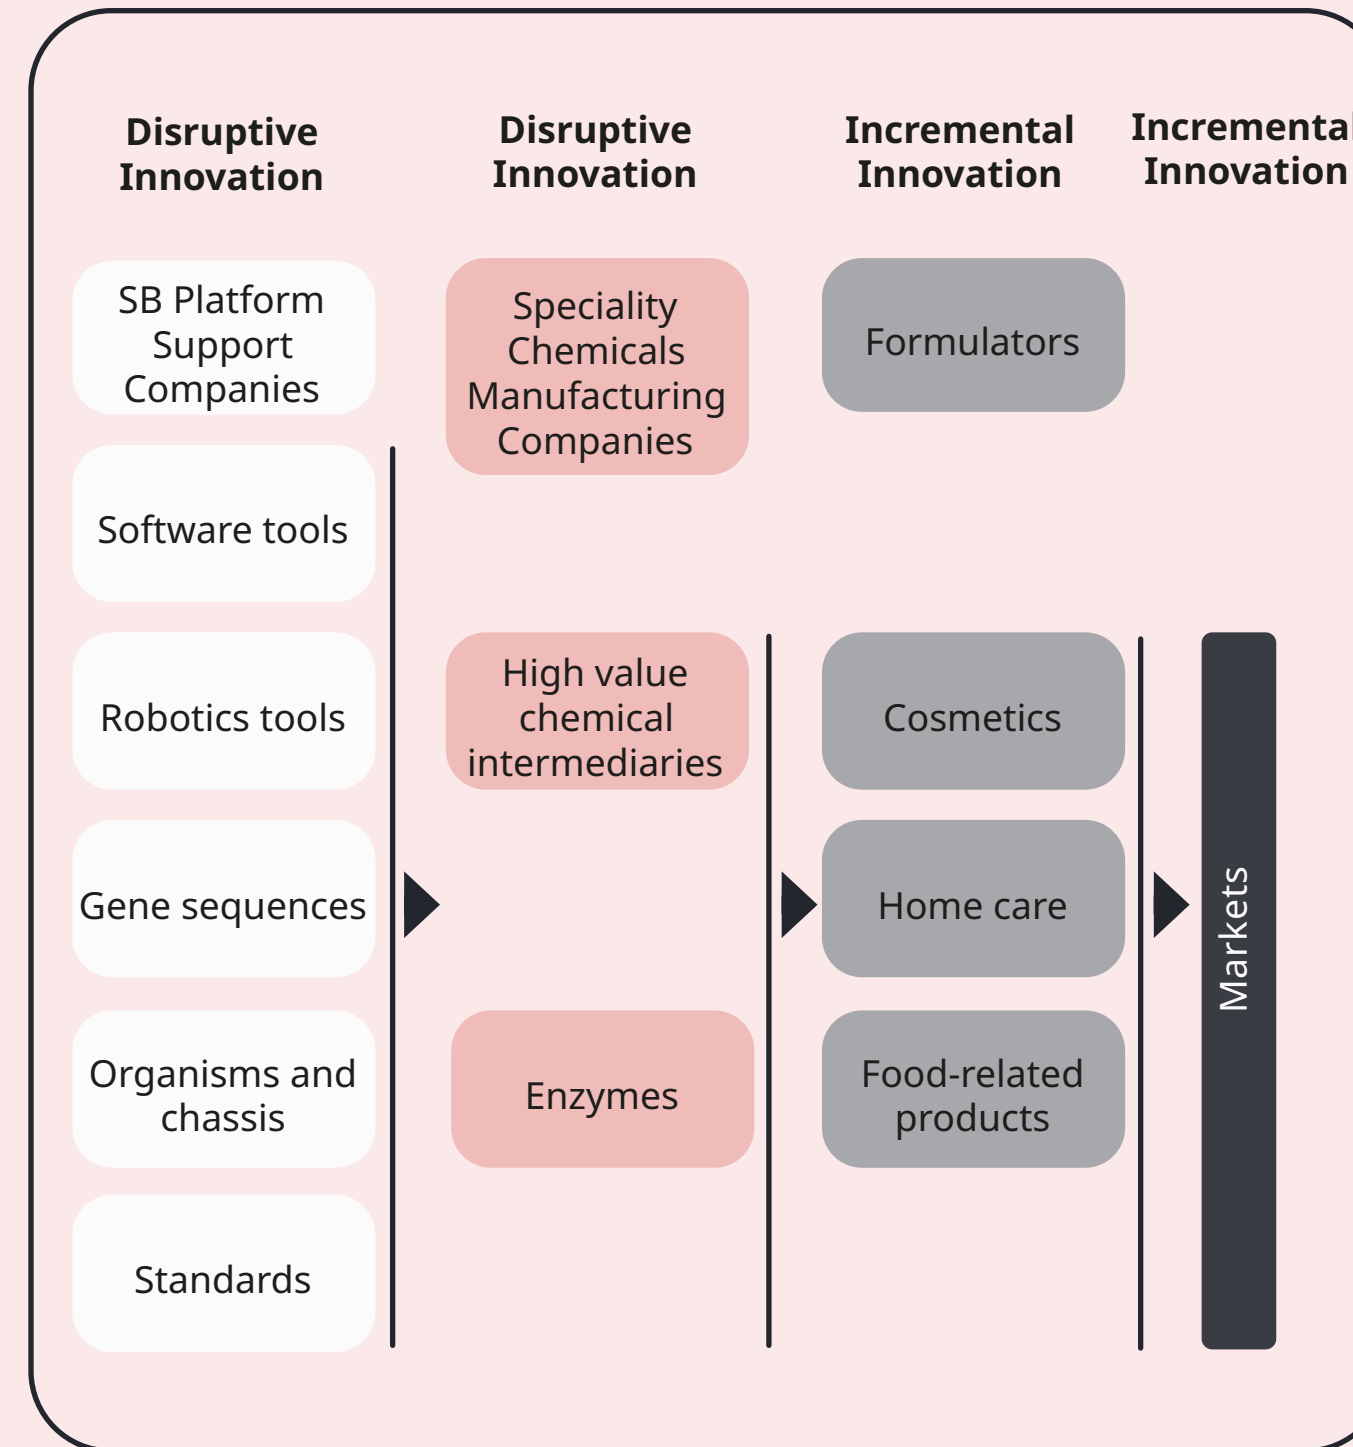 Disruptive
Innovation
Disruptive
Innovation
Incremental
Innovation
Incremental
Innovation
SB Platform
Support
Companies
Speciality
Chemicals
Manufacturing
Companies
Formulators
Software tools
Robotics tools
High value
chemical
intermediaries
Cosmetics
Gene sequences
Home care
Markets
Organisms and
chassis
Enzymes
Food-related
products
Standards